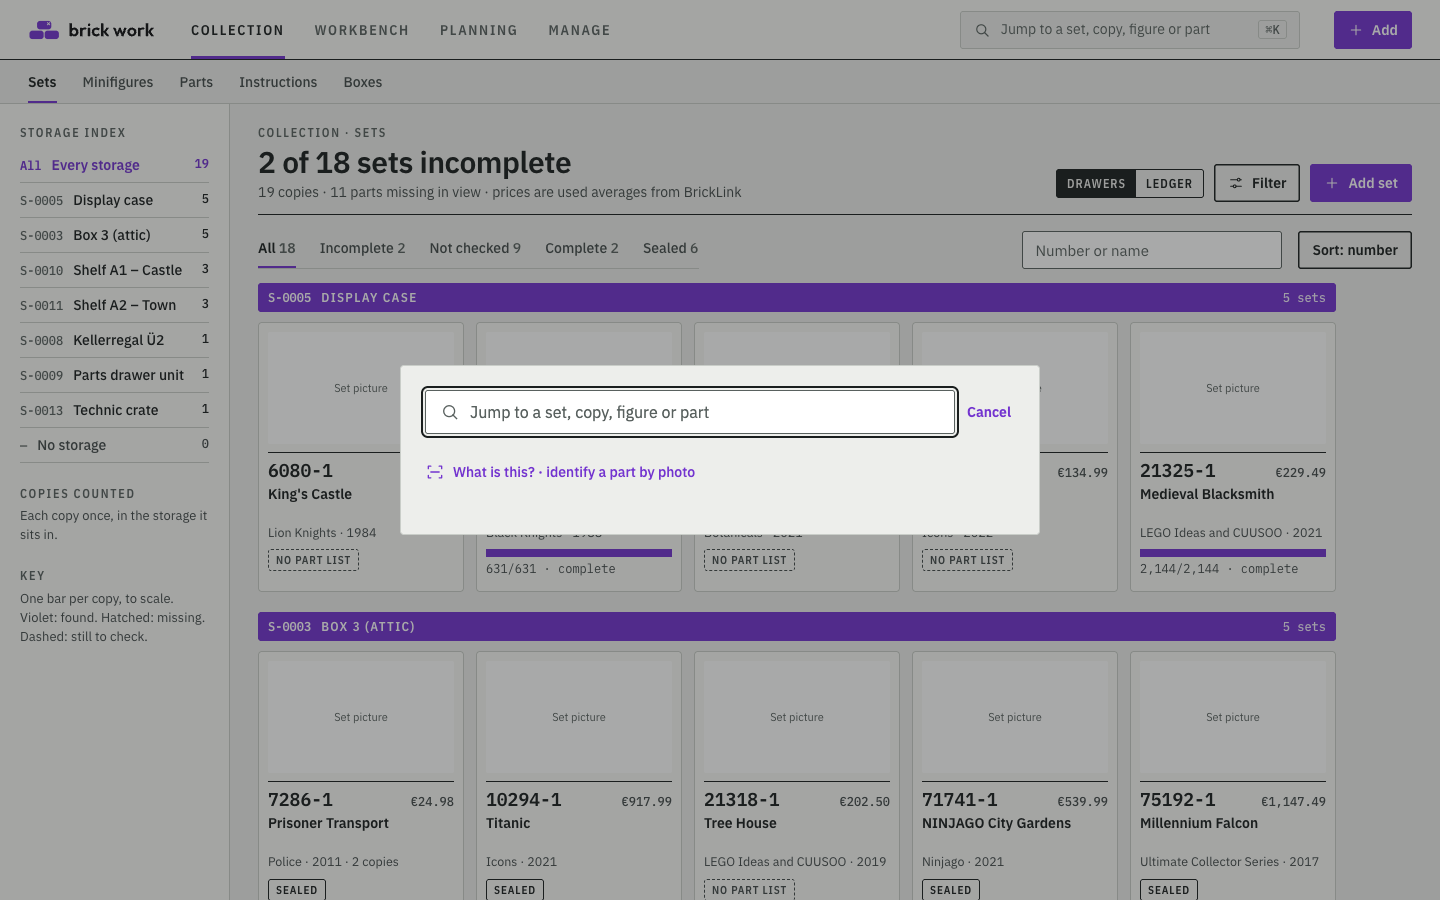 brick work
COLLECTION
WORKBENCH
PLANNING
MANAGE
Jump to a set, copy, figure or part
⌘K
Add
Sets
Minifigures
Parts
Instructions
Boxes
STORAGE INDEX
All Every storage 19
S-0005 Display case 5
S-0003 Box 3 (attic) 5
S-0010 Shelf A1 – Castle 3
S-0011 Shelf A2 – Town 3
S-0008 Kellerregal Ü2 1
S-0009 Parts drawer unit 1
S-0013 Technic crate 1
– No storage 0
COPIES COUNTED
Each copy once, in the storage it
sits in.
KEY
One bar per copy, to scale.
Violet: found. Hatched: missing.
Dashed: still to check.
COLLECTION · SETS
2 of 18 sets incomplete
19 copies · 11 parts missing in view · prices are used averages from BrickLink
DRAWERS
LEDGER
Filter
Add set
All 18
Incomplete 2
Not checked 9
Complete 2
Sealed 6
Number or name
Sort: number
S-0005 DISPLAY CASE 5 sets
Set picture
Set picture
Jump to a set, copy, figure or part
Cancel
What is this? · identify a part by photo
6080-1
King's Castle
Lion Knights · 1984
NO PART LIST
631/631 · complete
NO PART LIST
€134.99
NO PART LIST
21325-1 €229.49
Medieval Blacksmith
LEGO Ideas and CUUSOO · 2021
2,144/2,144 · complete
S-0003 BOX 3 (ATTIC) 5 sets
Set picture
7286-1 €24.98
Prisoner Transport
Police · 2011 · 2 copies
SEALED
Set picture
10294-1 €917.99
Titanic
Icons · 2021
SEALED
Set picture
21318-1 €202.50
Tree House
LEGO Ideas and CUUSOO · 2019
NO PART LIST
Set picture
71741-1 €539.99
NINJAGO City Gardens
Ninjago · 2021
SEALED
Set picture
75192-1 €1,147.49
Millennium Falcon
Ultimate Collector Series · 2017
SEALED